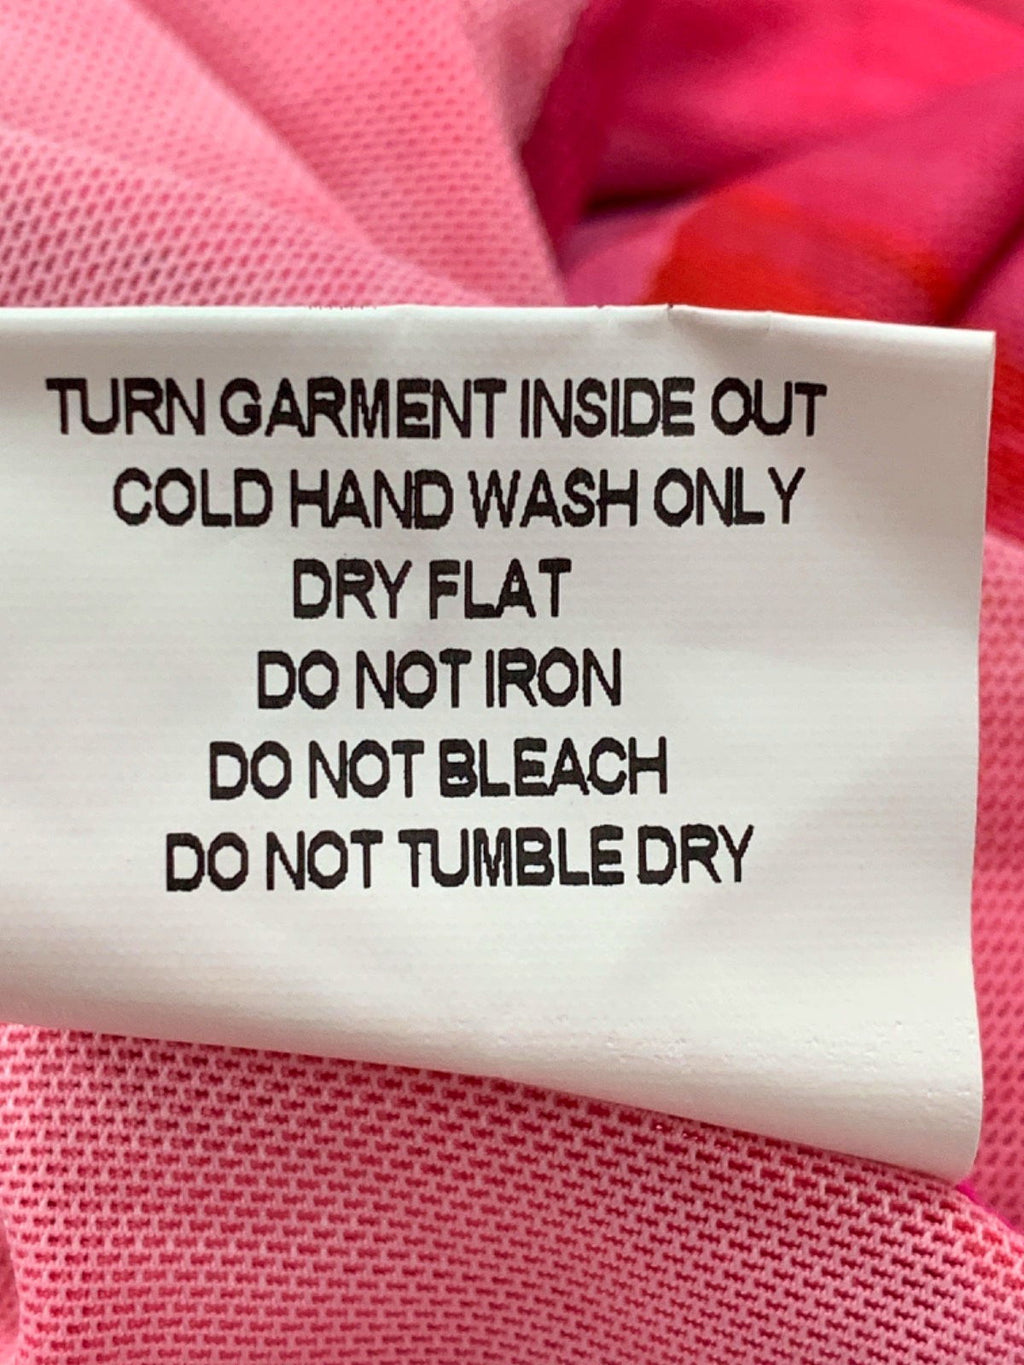 TURN GARMENT INSIDE OUT
COLD HAND WASH ONLY
DRY FLAT
DO NOT IRON
DO NOT BLEACH
DO NOT TUMBLE DRY